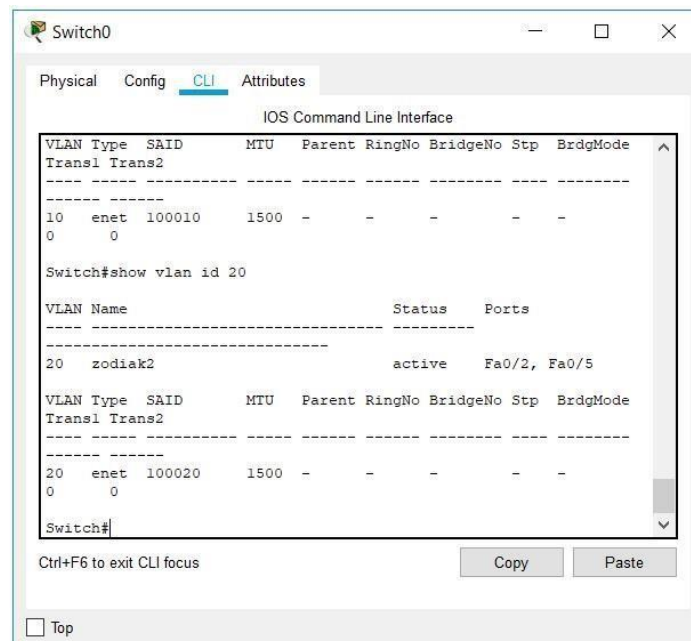 Switch0
Physical Config CLI Attributes
IOS Command Line Interface
VLAN Type SAID MTU Parent RingNo BridgeNo Stp BrdgMode
Trans1 Trans2
---- ----- ---------- ----- ------ ------ -------- ---- --------
------ ------
10 enet 100010 1500 - - - - -
0 0
Switch#show vlan id 20
VLAN Name Status Ports
---- -------------------------------- ---------
-------------------------------
20 zodiak2 active Fa0/2, Fa0/5
VLAN Type SAID MTU Parent RingNo BridgeNo Stp BrdgMode
Trans1 Trans2
---- ----- ---------- ----- ------ ------ -------- ---- --------
------ ------
20 enet 100020 1500 - - - - -
0 0
Switch#
Ctrl+F6 to exit CLI focus
Copy Paste
Top